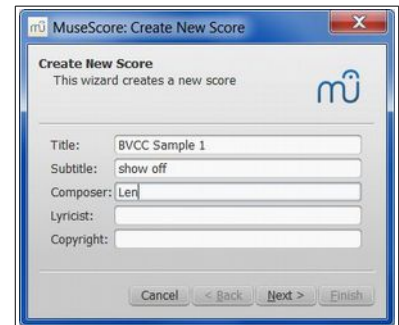 MuseScore: Create New Score
Create New Score
This wizard creates a new score
Title: BVCC Sample 1
Subtitle: show off
Composer: Len
Lyricist:
Copyright:
Cancel < Back Next > Finish